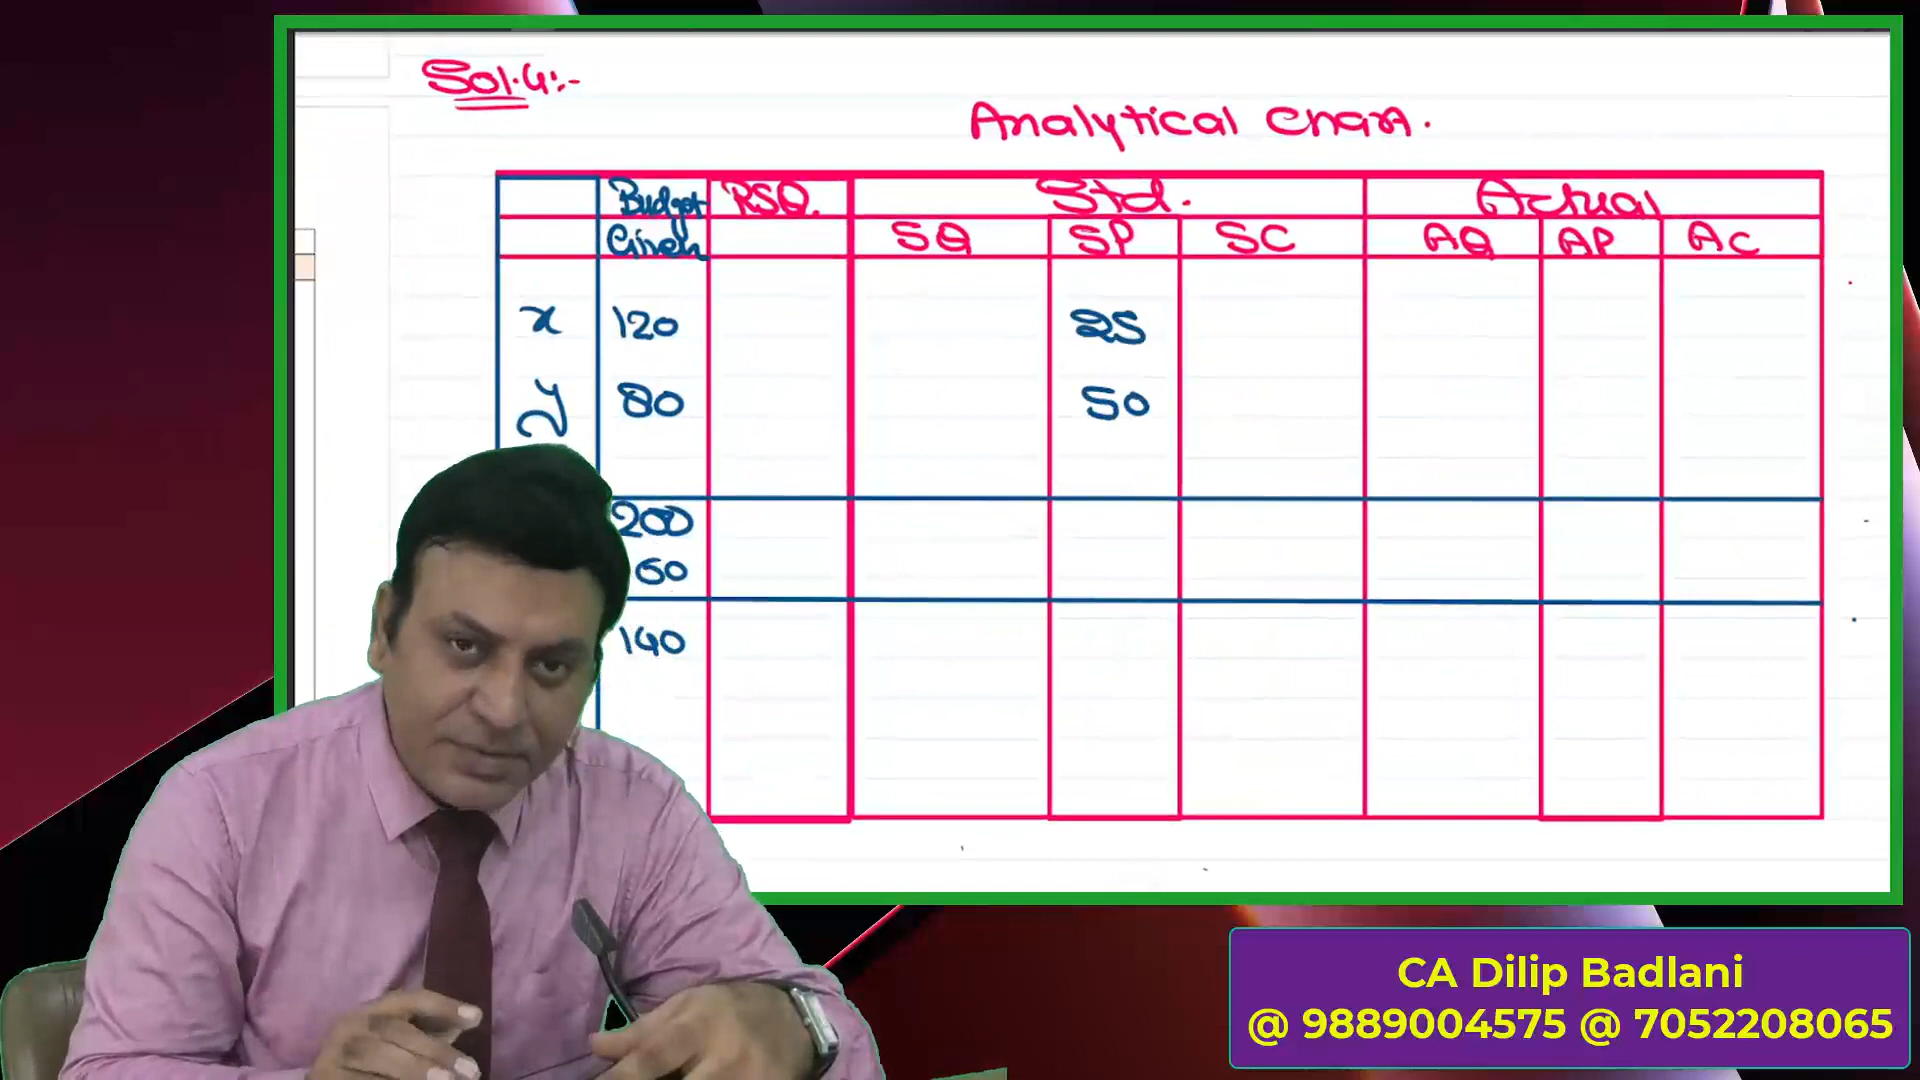 Sol.4:-
Analytical Chart.
Budget RSQ. Std. Actual
Given SQ SP SC AQ AP AC
x 120 25
y 80 50
200
60
140
CA Dilip Badlani
@ 9889004575 @ 7052208065